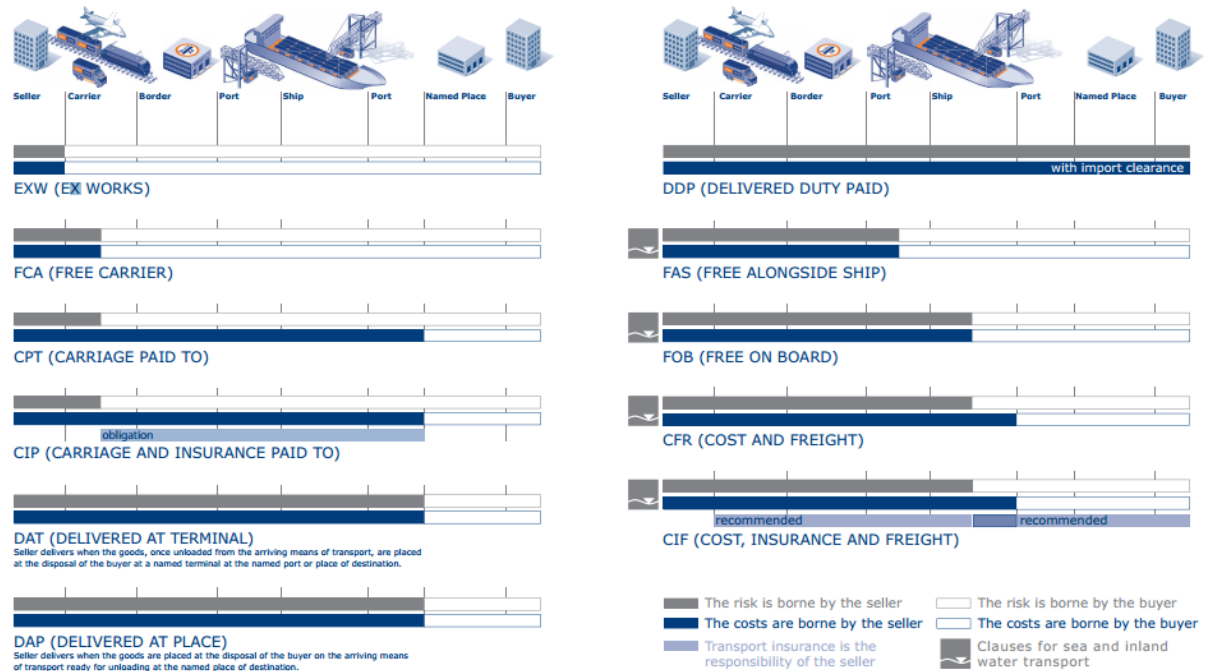 Seller Carrier Border Port Ship Port Named Place Buyer
EXW (EX WORKS)
FCA (FREE CARRIER)
CPT (CARRIAGE PAID TO)
obligation
CIP (CARRIAGE AND INSURANCE PAID TO)
DAT (DELIVERED AT TERMINAL)
Seller delivers when the goods, once unloaded from the arriving means of transport, are placed
at the disposal of the buyer at a named terminal at the named port or place of destination.
DAP (DELIVERED AT PLACE)
Seller delivers when the goods are placed at the disposal of the buyer on the arriving means
of transport ready for unloading at the named place of destination.
Seller Carrier Border Port Ship Port Named Place Buyer
with import clearance
DDP (DELIVERED DUTY PAID)
FAS (FREE ALONGSIDE SHIP)
FOB (FREE ON BOARD)
CFR (COST AND FREIGHT)
recommended recommended
CIF (COST, INSURANCE AND FREIGHT)
The risk is borne by the seller The risk is borne by the buyer
The costs are borne by the seller The costs are borne by the buyer
Transport insurance is the
responsibility of the seller
Clauses for sea and inland
water transport